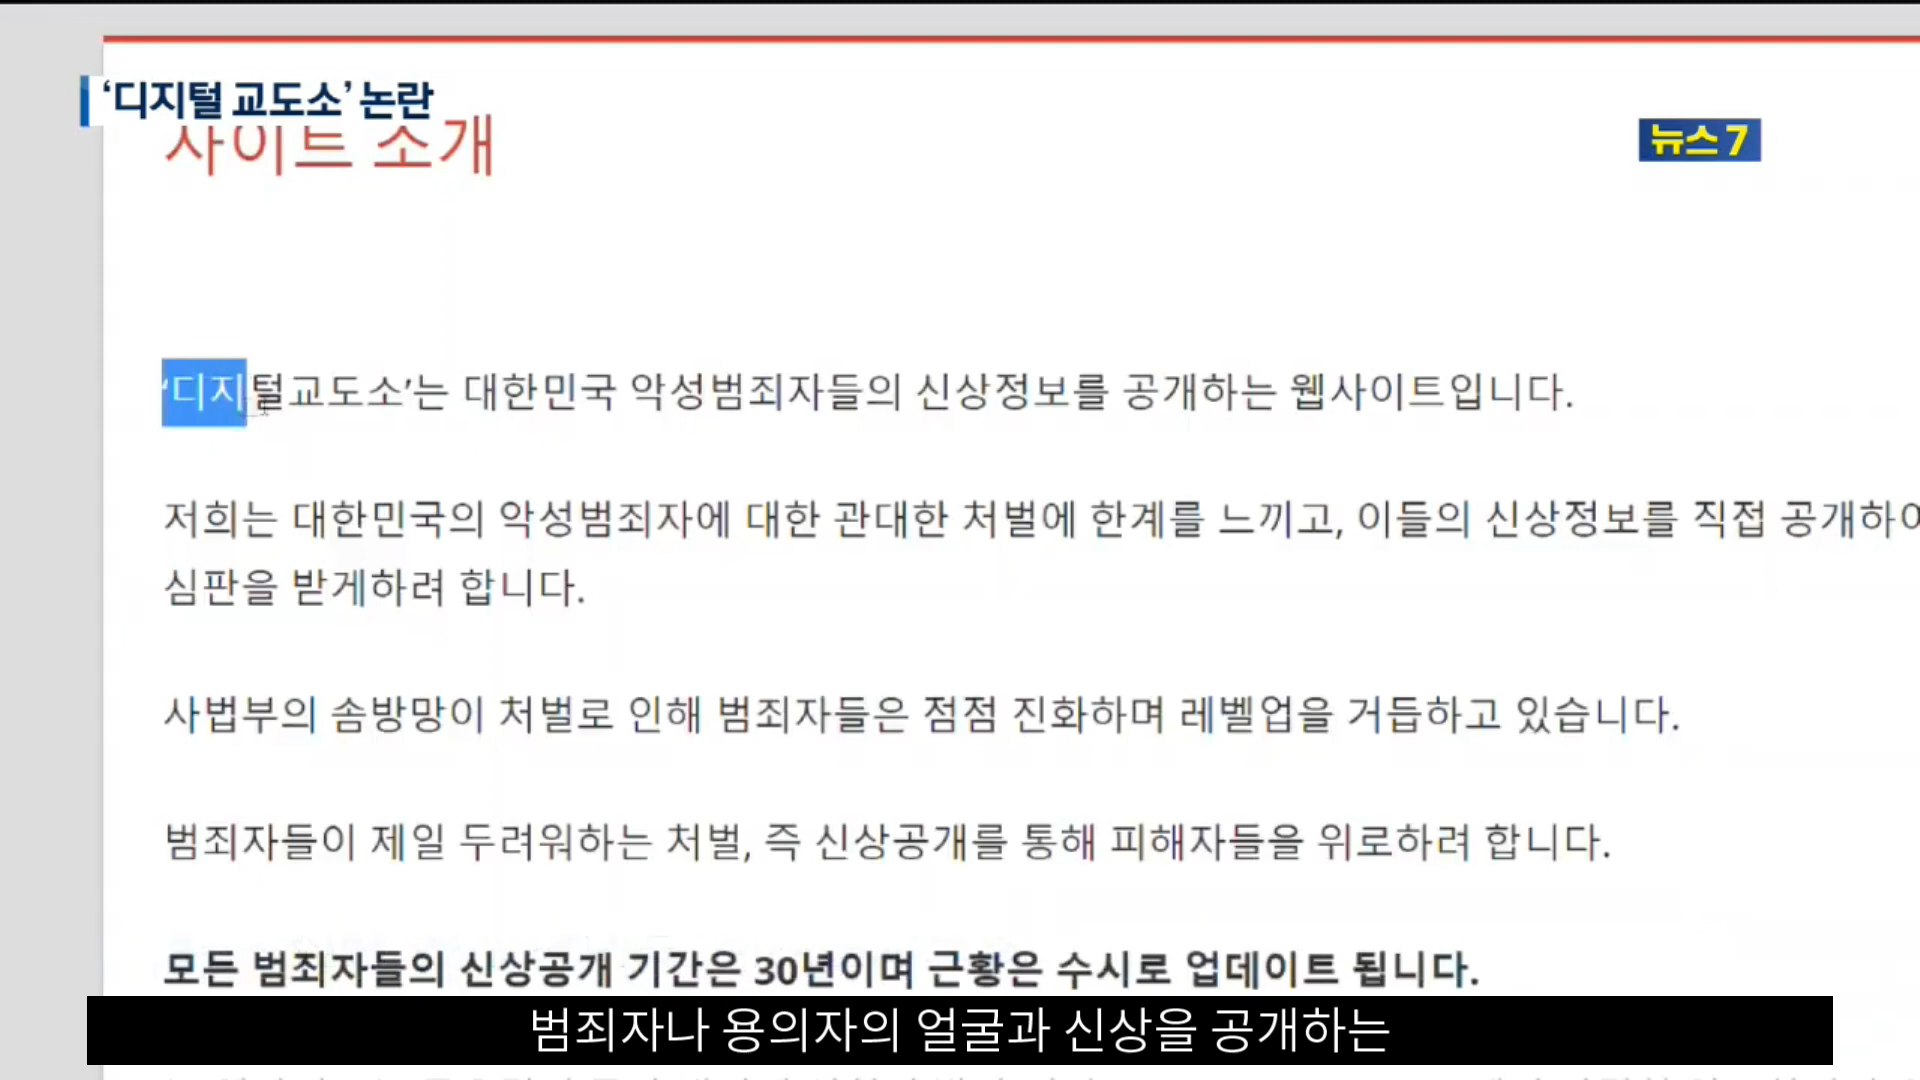 ‘디지털 교도소’ 논란
사이트 소개
뉴스7
‘디지털교도소’는 대한민국 악성범죄자들의 신상정보를 공개하는 웹사이트입니다.
저희는 대한민국의 악성범죄자에 대한 관대한 처벌에 한계를 느끼고, 이들의 신상정보를 직접 공개하여
심판을 받게하려 합니다.
사법부의 솜방망이 처벌로 인해 범죄자들은 점점 진화하며 레벨업을 거듭하고 있습니다.
범죄자들이 제일 두려워하는 처벌, 즉 신상공개를 통해 피해자들을 위로하려 합니다.
모든 범죄자들의 신상공개 기간은 30년이며 근황은 수시로 업데이트 됩니다.
범죄자나 용의자의 얼굴과 신상을 공개하는